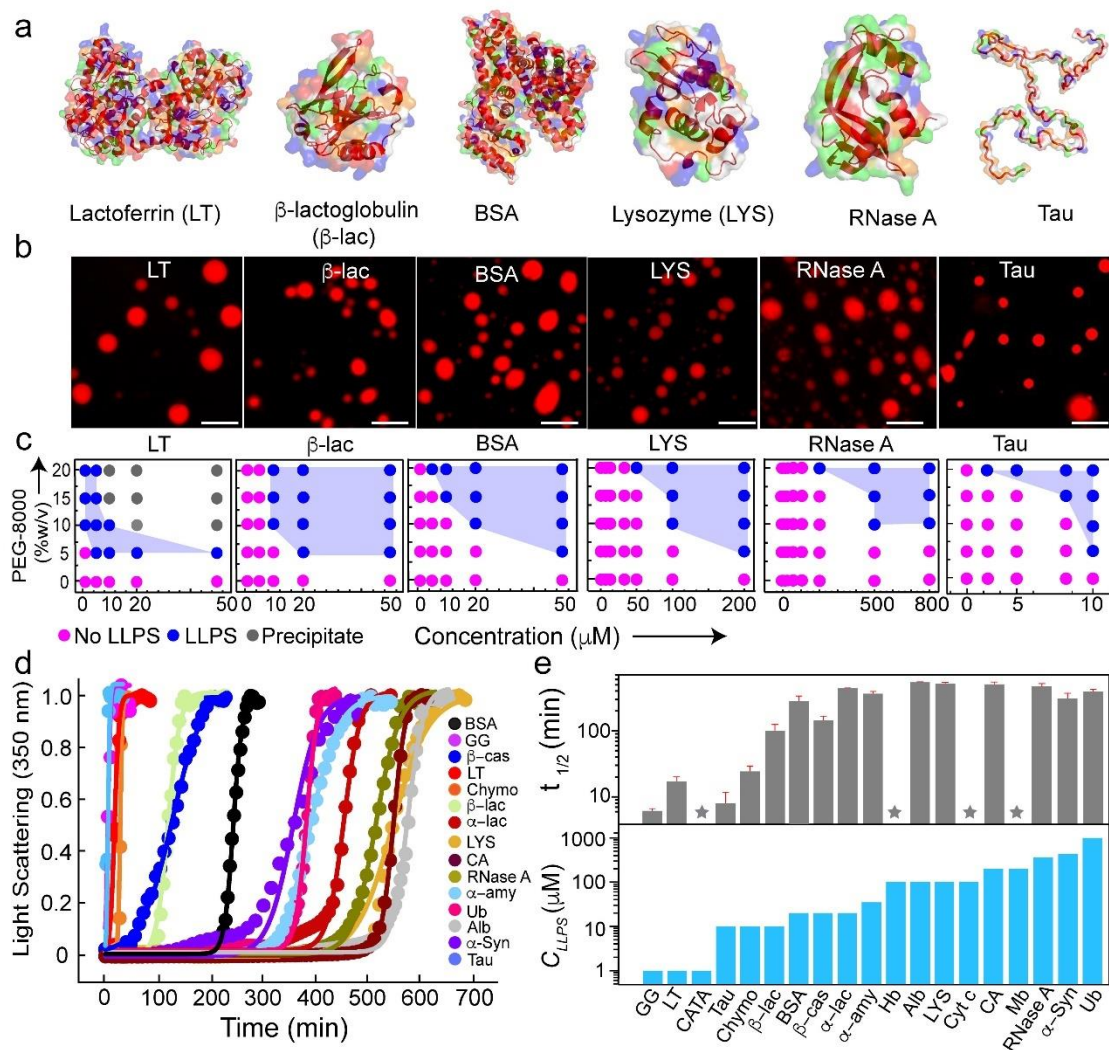 a
Lactoferrin (LT)
β-lactoglobulin
(β-lac)
BSA
Lysozyme (LYS)
RNase A
Tau
b
LT
β-lac
BSA
LYS
RNase A
Tau
c
LT
β-lac
BSA
LYS
RNase A
Tau
PEG-8000
(%w/v)
20
15
10
5
0
0 10 20 50
0 10 20 50
0 10 20 50
0 50 100 200
0 500 800
0 5 10
No LLPS
LLPS
Precipitate
Concentration (μM)
d
Light Scattering (350 nm)
1.0
0.8
0.6
0.4
0.2
0
0 100 200 300 400 500 600 700
Time (min)
BSA
GG
β-cas
LT
Chymo
β-lac
α-lac
LYS
CA
RNase A
α-amy
Ub
Alb
α-Syn
Tau
e
t 1/2 (min)
100
10
C LLPS (μM)
1000
100
10
1
GG
LT
CATA
Tau
Chymo
β-lac
BSA
β-cas
α-lac
α-amy
Hb
Alb
LYS
Cyt c
CA
Mb
RNase A
α-Syn
Ub